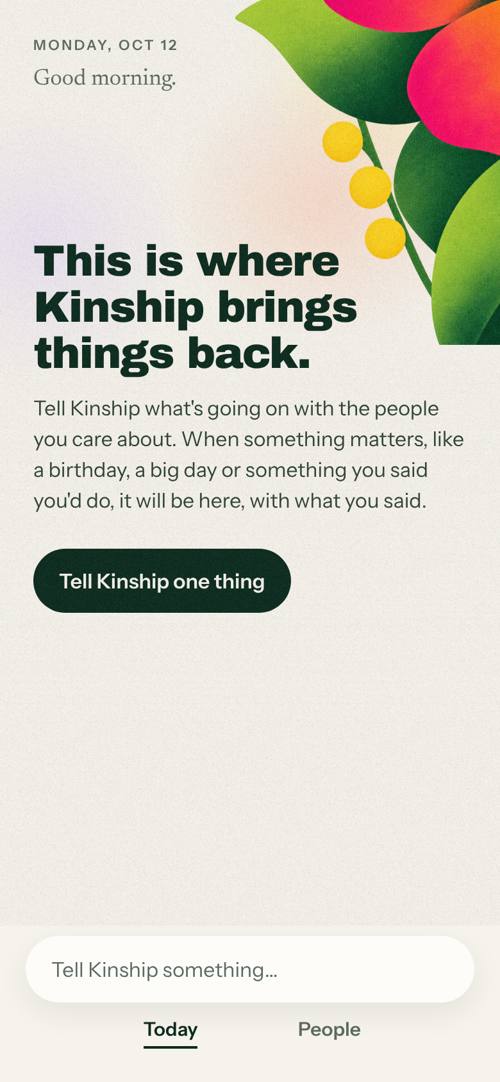 MONDAY, OCT 12
Good morning.
This is where
Kinship brings
things back.
Tell Kinship what's going on with the people
you care about. When something matters, like
a birthday, a big day or something you said
you'd do, it will be here, with what you said.
Tell Kinship one thing
Tell Kinship something...
Today
People